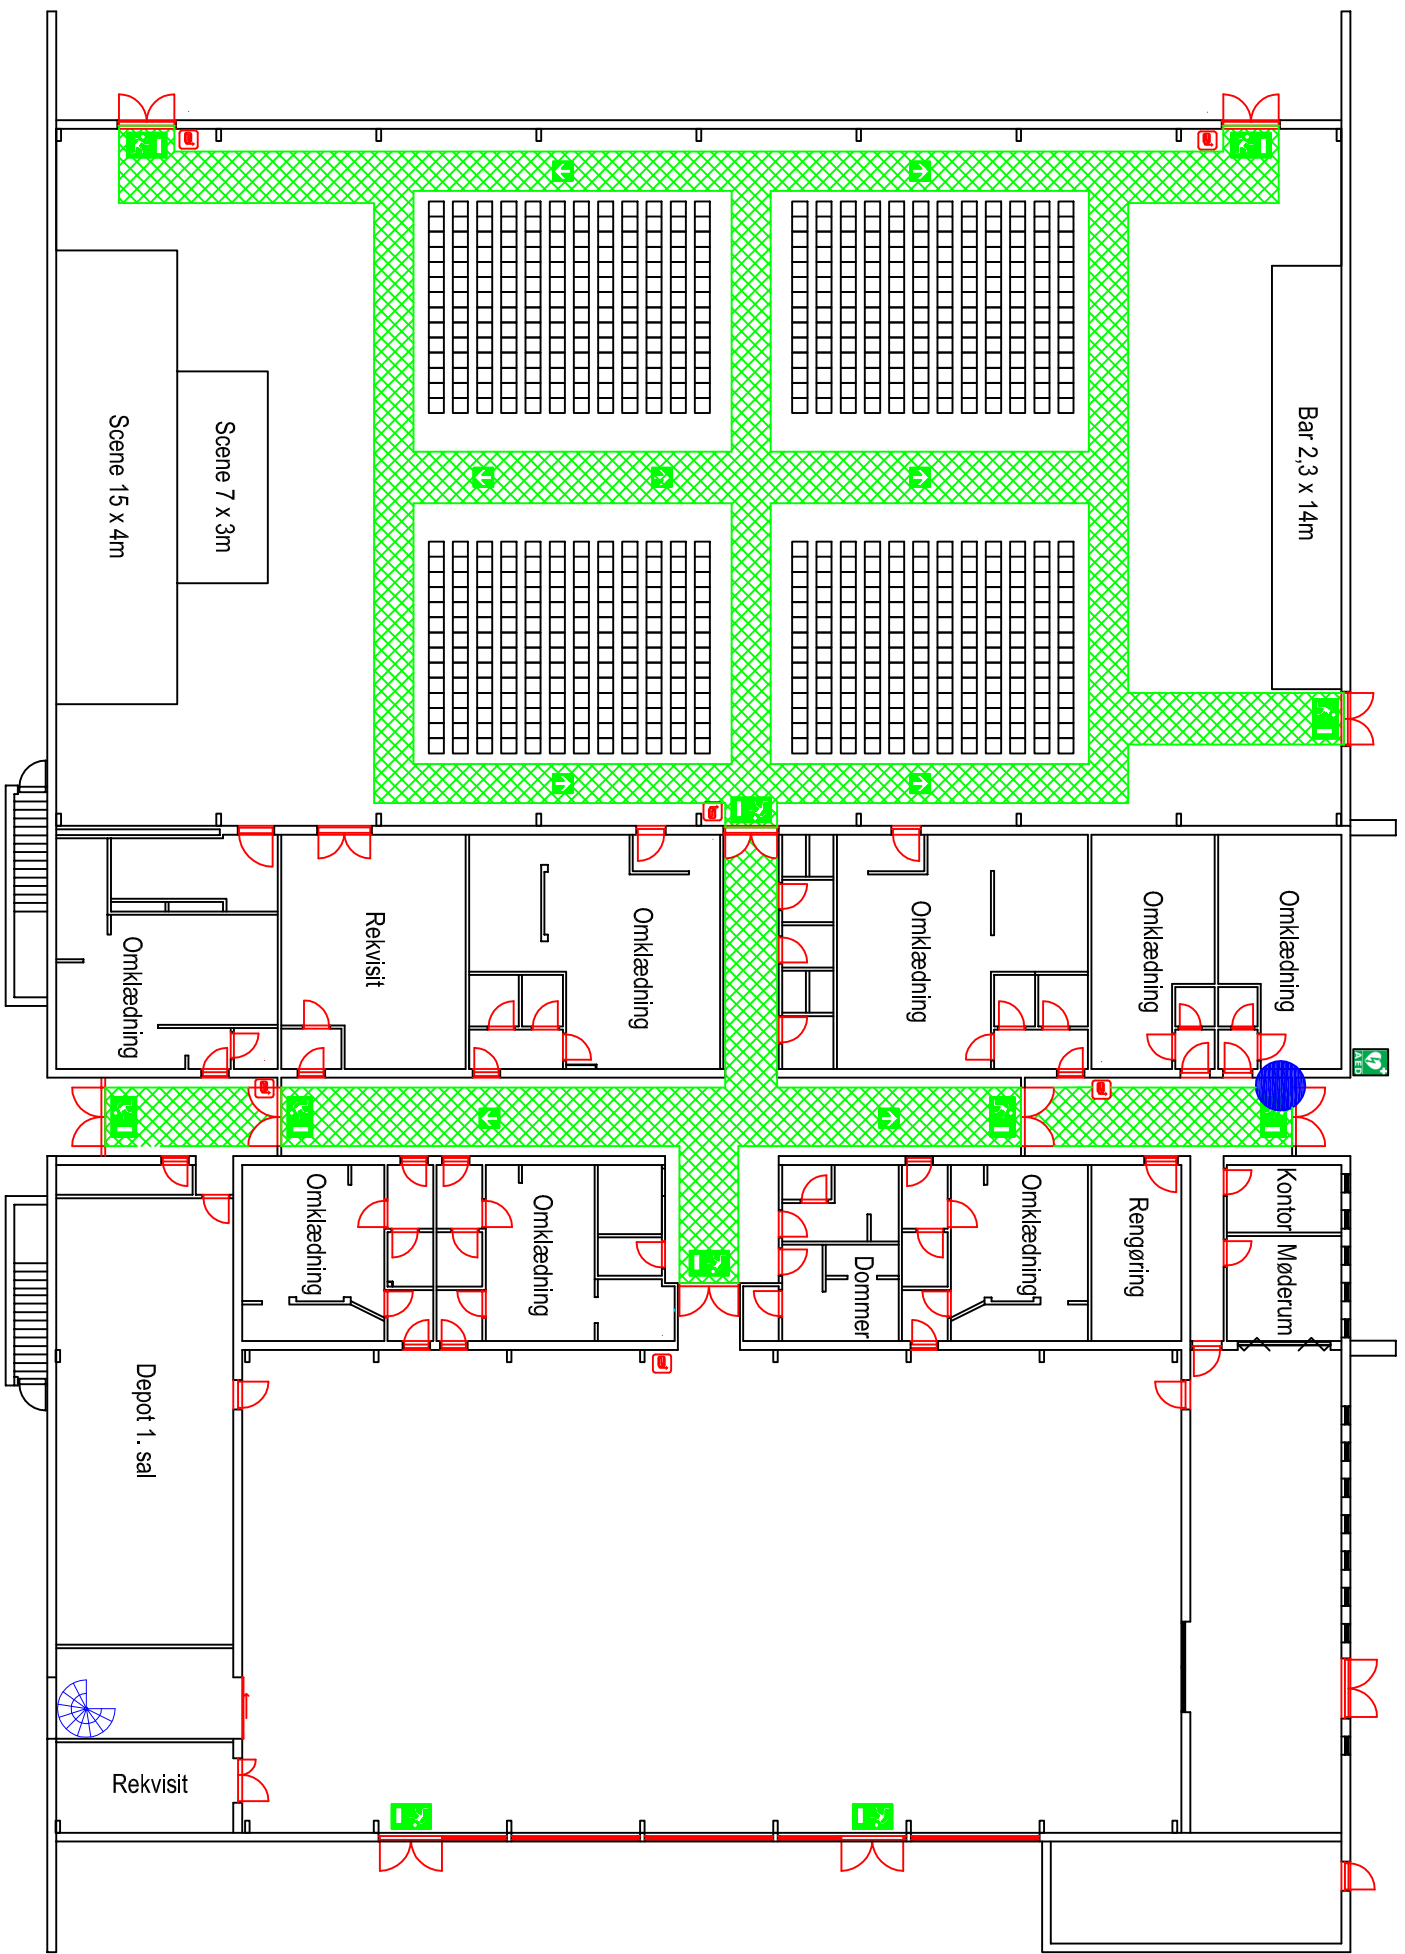 Bar 2,3 x 14m
Scene 7 x 3m
Scene 15 x 4m
Omklædning
Omklædning
Omklædning
Omklædning
Rekvisit
Omklædning
AED
Kontor
Møderum
Rengøring
Omklædning
Dommer
Omklædning
Omklædning
Depot 1. sal
Rekvisit